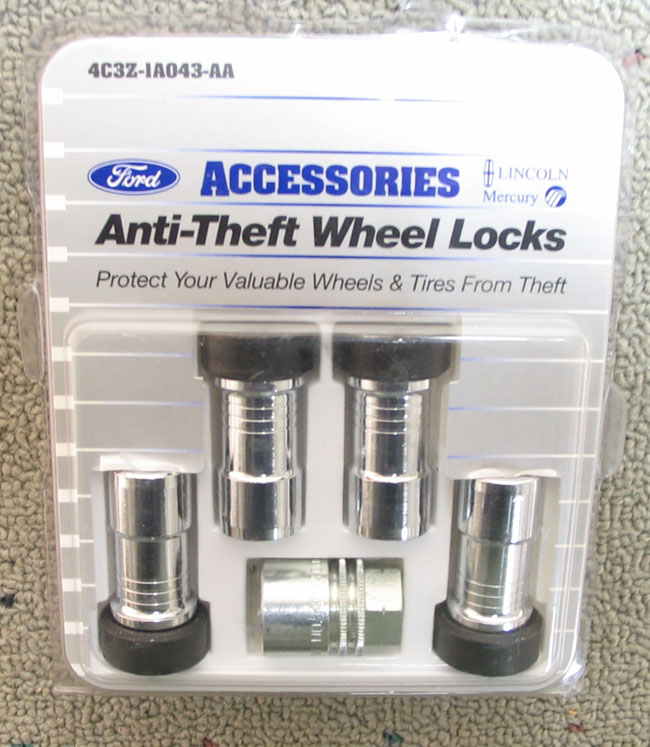 4C3Z-1A043-AA
Ford ACCESSORIES LINCOLN
Mercury
Anti-Theft Wheel Locks
Protect Your Valuable Wheels & Tires From Theft